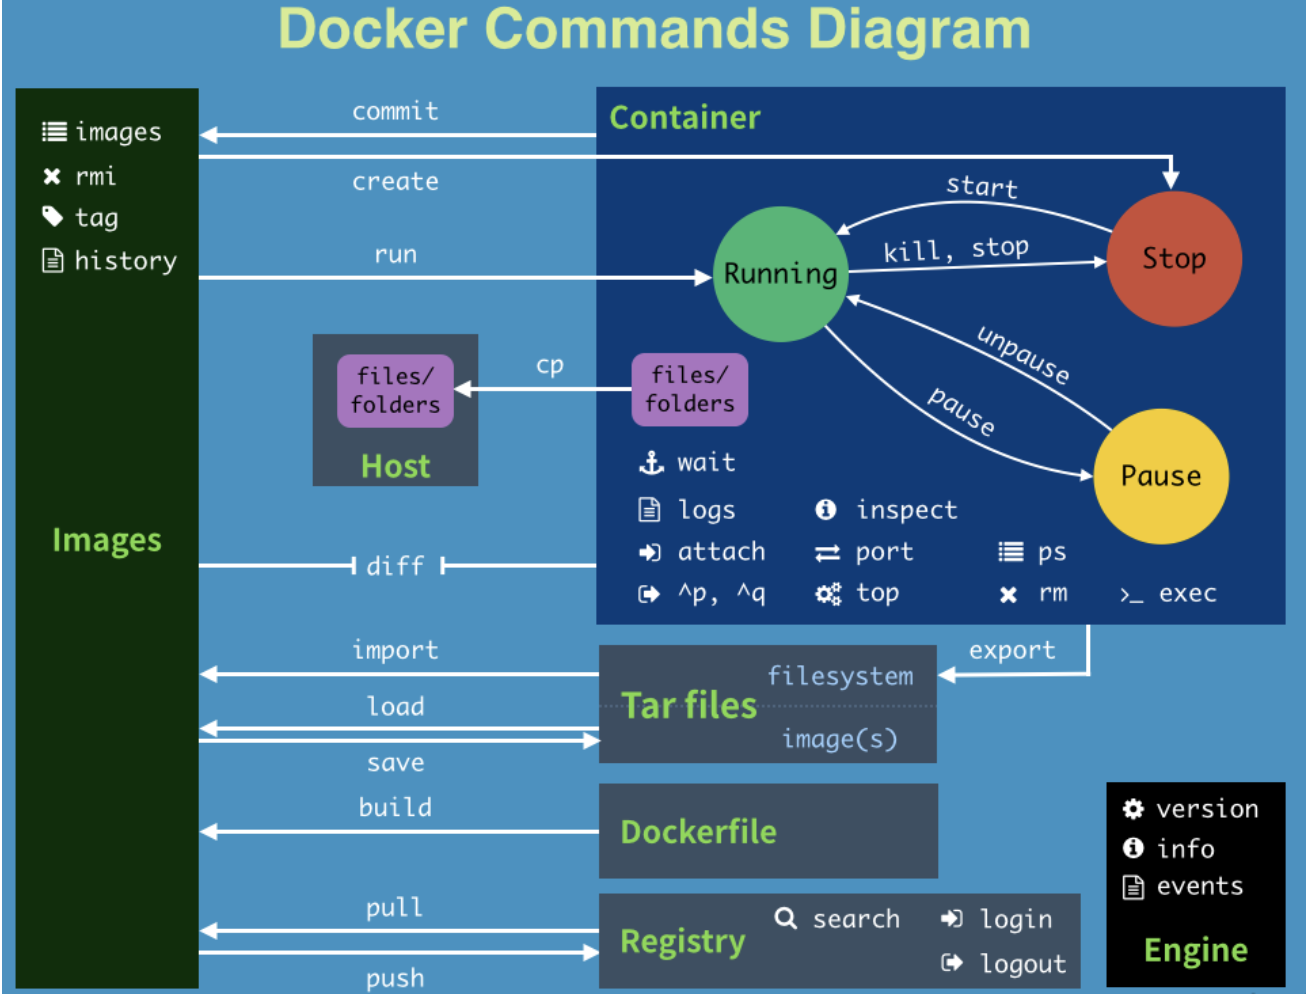 Docker Commands Diagram
images
rmi
tag
history
Images
commit
create
run
Container
start
kill, stop
Running
Stop
unpause
pause
Pause
files/
folders
Host
cp
files/
folders
wait
logs
inspect
attach
port
ps
^p, ^q
top
rm
>_ exec
diff
import
load
save
export
filesystem
Tar files
image(s)
build
Dockerfile
pull
push
Registry
search
login
logout
version
info
events
Engine